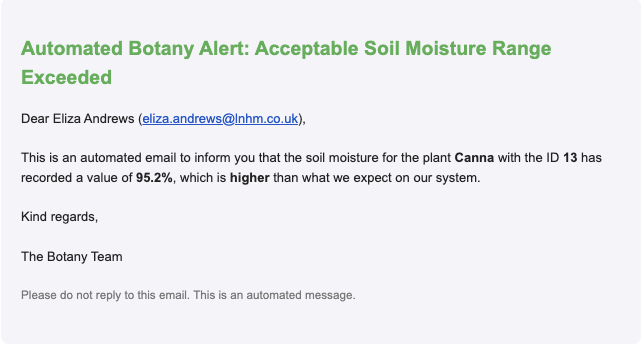 Automated Botany Alert: Acceptable Soil Moisture Range
Exceeded
Dear Eliza Andrews (eliza.andrews@lnhm.co.uk),
This is an automated email to inform you that the soil moisture for the plant Canna with the ID 13 has
recorded a value of 95.2%, which is higher than what we expect on our system.
Kind regards,
The Botany Team
Please do not reply to this email. This is an automated message.